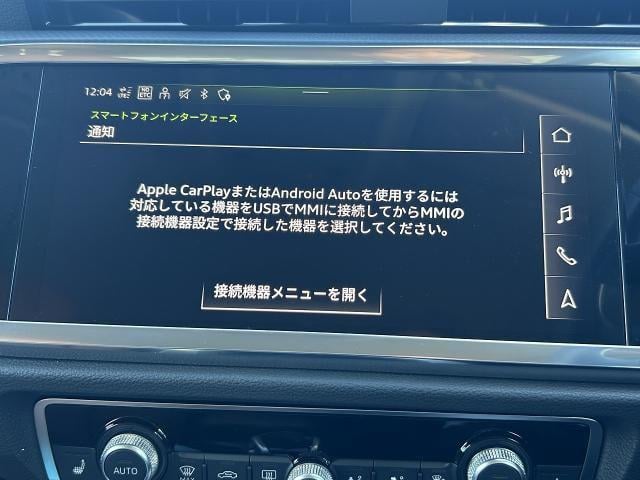 12:04
NO ETC
スマートフォンインターフェース
通知
Apple CarPlayまたはAndroid Autoを使用するには
対応している機器をUSBでMMIに接続してからMMIの
接続機器設定で接続した機器を選択してください。
接続機器メニューを開く
AUTO
MAX